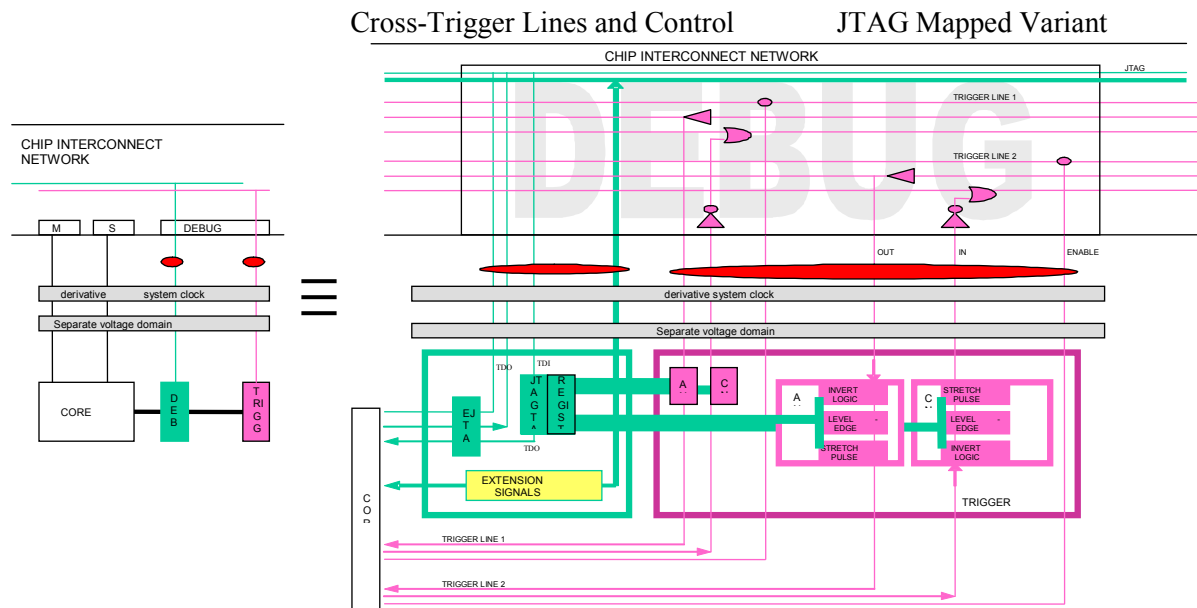 Cross-Trigger Lines and Control JTAG Mapped Variant
CHIP INTERCONNECT NETWORK
JTAG
DEBUG
TRIGGER LINE 1
TRIGGER LINE 2
OUT
IN
ENABLE
CHIP INTERCONNECT
NETWORK
M
S
DEBUG
derivative system clock
Separate voltage domain
CORE
DEB
TRIGG
derivative system clock
Separate voltage domain
TDO
TDI
EJTA
JTAGTA
REGIST
TDO
EXTENSION
SIGNALS
A
C
A
INVERT
LOGIC
LEVEL -
EDGE
STRETCH
PULSE
C
STRETCH
PULSE
LEVEL -
EDGE
INVERT
LOGIC
TRIGGER
CO
TRIGGER LINE 1
TRIGGER LINE 2